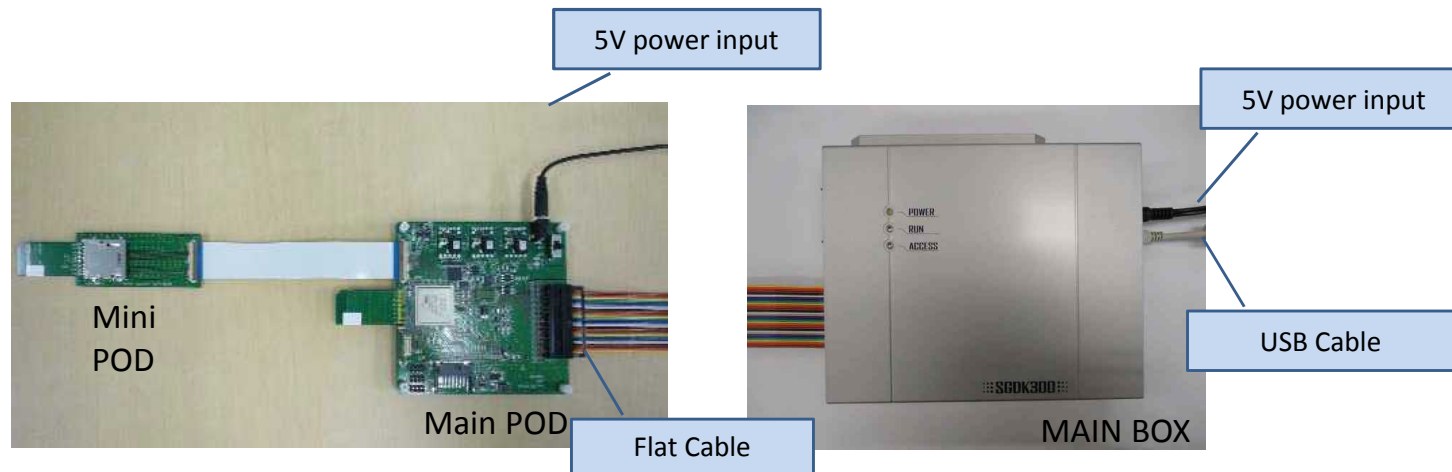 5V power input
5V power input
Mini
POD
Main POD
Flat Cable
POWER
RUN
ACCESS
SGDK300
MAIN BOX
USB Cable